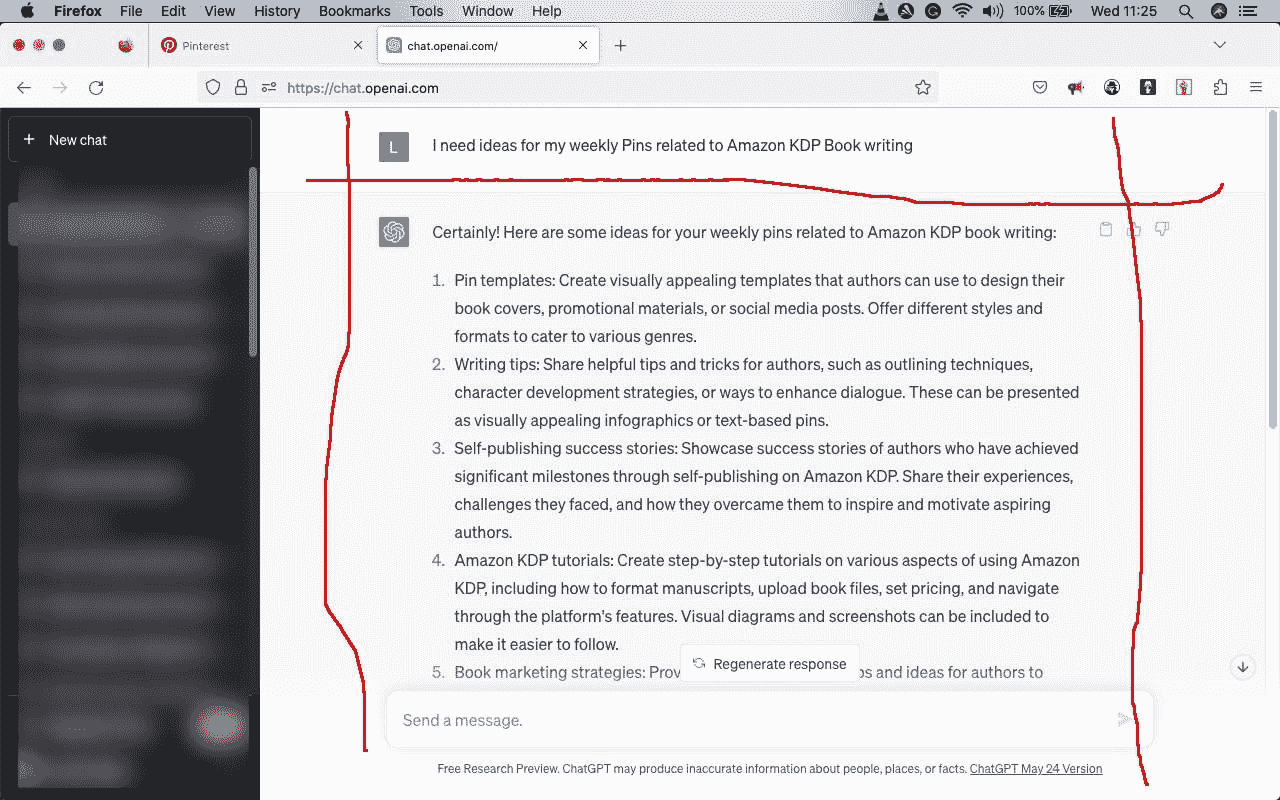 Firefox File Edit View History Bookmarks Tools Window Help 100% Wed 11:25
Pinterest chat.openai.com/
https://chat.openai.com
+ New chat
L I need ideas for my weekly Pins related to Amazon KDP Book writing
Certainly! Here are some ideas for your weekly pins related to Amazon KDP book writing:
1. Pin templates: Create visually appealing templates that authors can use to design their
book covers, promotional materials, or social media posts. Offer different styles and
formats to cater to various genres.
2. Writing tips: Share helpful tips and tricks for authors, such as outlining techniques,
character development strategies, or ways to enhance dialogue. These can be presented
as visually appealing infographics or text-based pins.
3. Self-publishing success stories: Showcase success stories of authors who have achieved
significant milestones through self-publishing on Amazon KDP. Share their experiences,
challenges they faced, and how they overcame them to inspire and motivate aspiring
authors.
4. Amazon KDP tutorials: Create step-by-step tutorials on various aspects of using Amazon
KDP, including how to format manuscripts, upload book files, set pricing, and navigate
through the platform's features. Visual diagrams and screenshots can be included to
make it easier to follow.
5. Book marketing strategies: and ideas for authors to
Regenerate response
Send a message.
Free Research Preview. ChatGPT may produce inaccurate information about people, places, or facts. ChatGPT May 24 Version